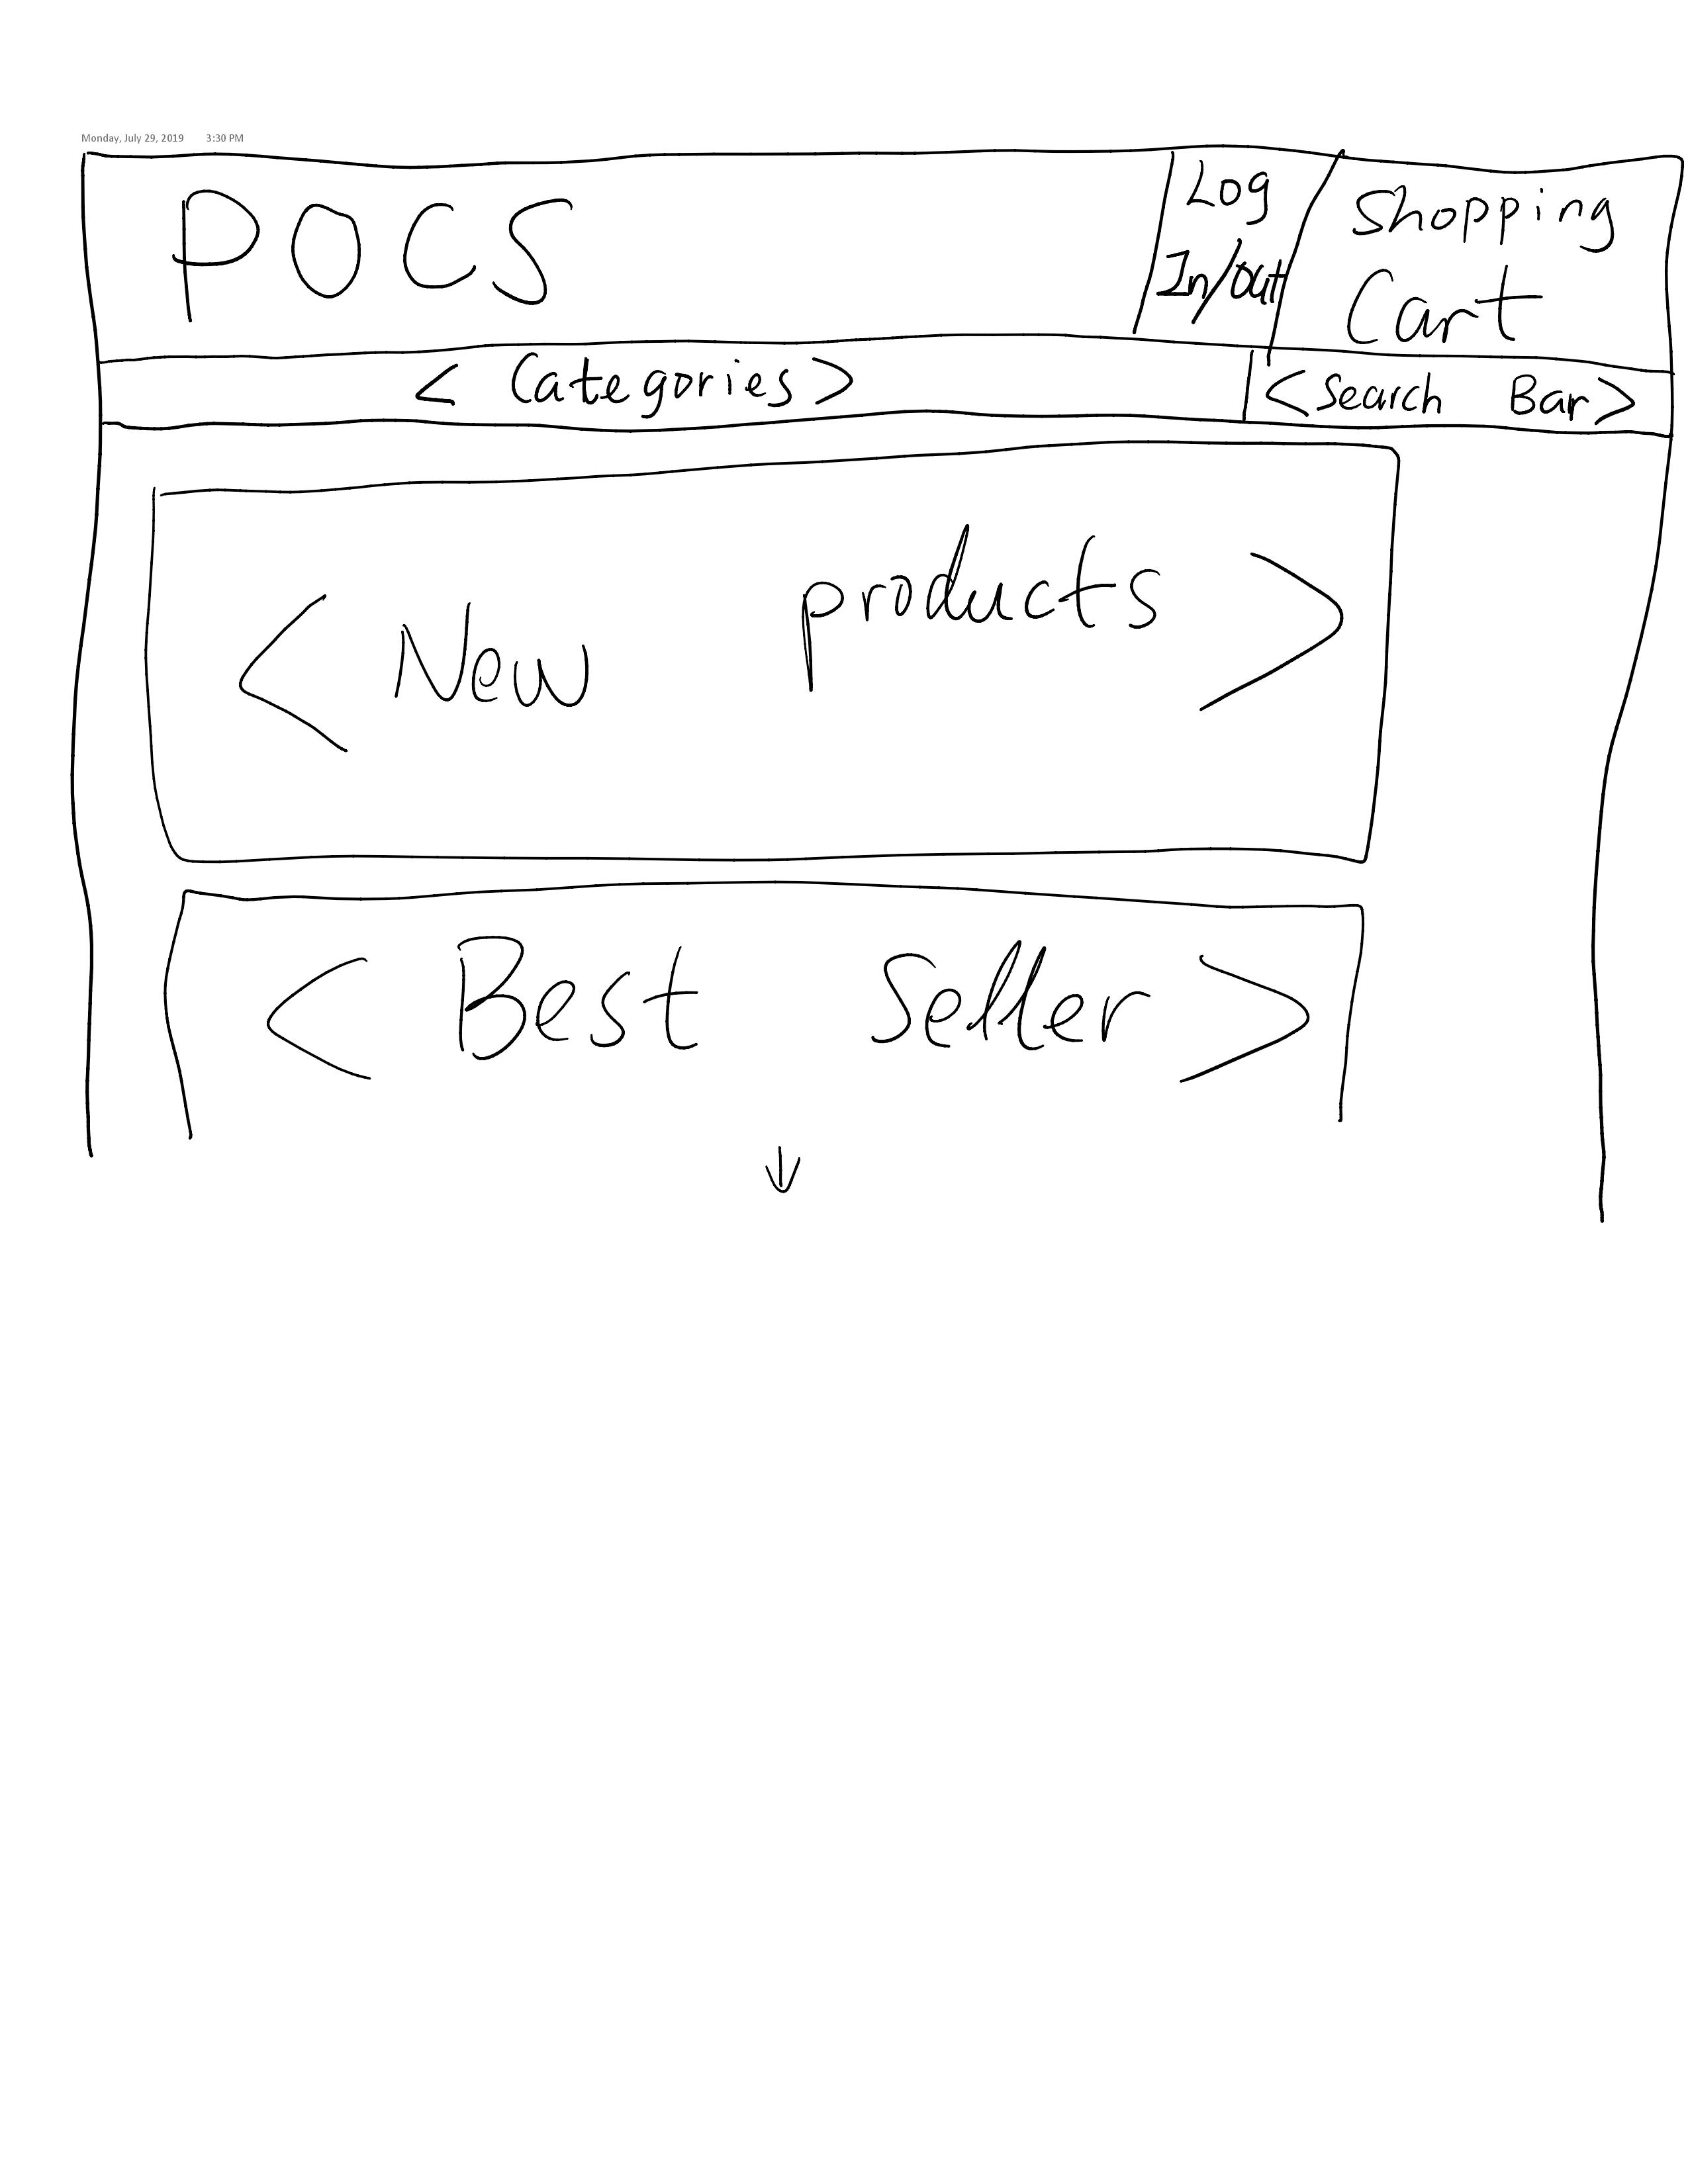 Monday, July 29, 2019 3:30 PM
POCS
Log
In/out
Shopping
Cart
< Categories >
< Search Bar >
< New products >
< Best Seller >